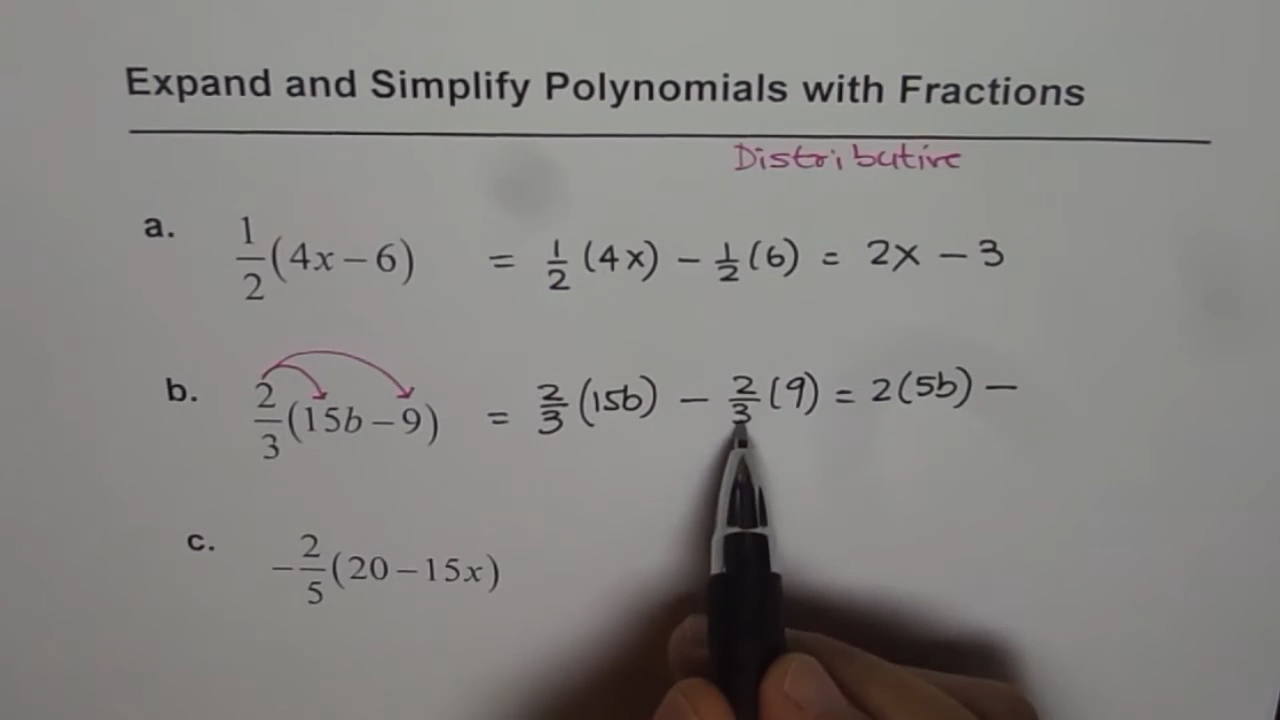 Expand and Simplify Polynomials with Fractions
Distributive
a. 1/2(4x − 6) = 1/2 (4x) − 1/2 (6) = 2x − 3
b. 2/3(15b − 9) = 2/3 (15b) − 2/3 (9) = 2(5b) −
c. −2/5(20 − 15x)